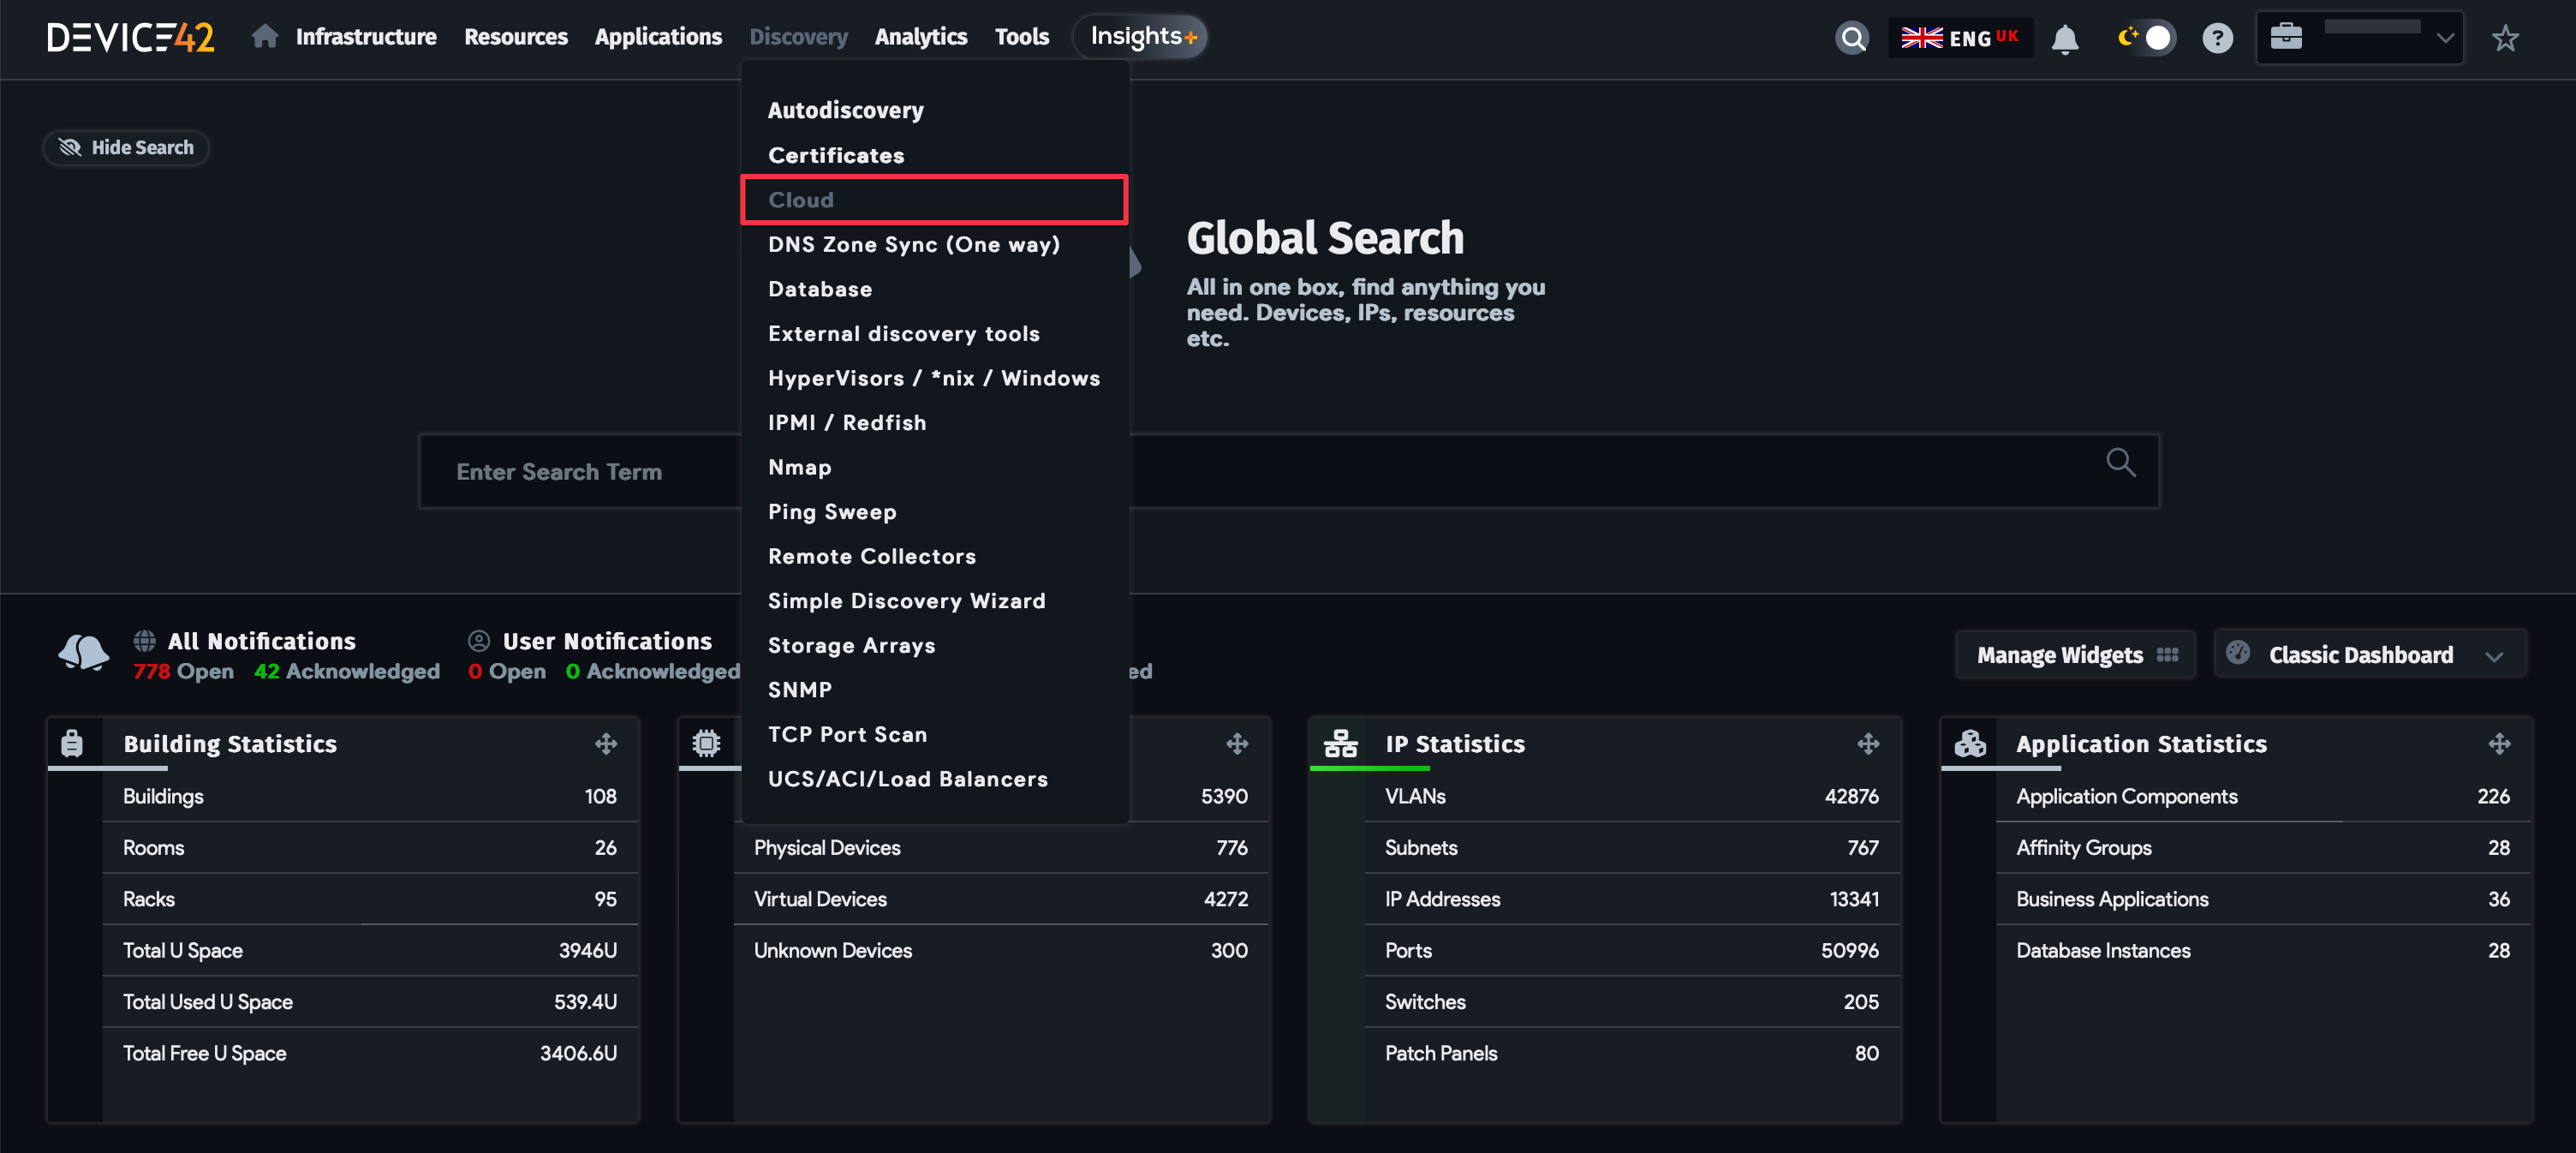 DEVICE42
Infrastructure
Resources
Applications
Discovery
Analytics
Tools
Insights+
ENG UK
?
Hide Search
Autodiscovery
Certificates
Cloud
DNS Zone Sync (One way)
Database
External discovery tools
HyperVisors / *nix / Windows
IPMI / Redfish
Nmap
Ping Sweep
Remote Collectors
Simple Discovery Wizard
Storage Arrays
SNMP
TCP Port Scan
UCS/ACI/Load Balancers
Global Search
All in one box, find anything you
need. Devices, IPs, resources
etc.
Enter Search Term
All Notifications
778 Open 42 Acknowledged
User Notifications
0 Open 0 Acknowledged
ed
Manage Widgets
Classic Dashboard
Building Statistics
Buildings 108
Rooms 26
Racks 95
Total U Space 3946U
Total Used U Space 539.4U
Total Free U Space 3406.6U
5390
Physical Devices 776
Virtual Devices 4272
Unknown Devices 300
IP Statistics
VLANs 42876
Subnets 767
IP Addresses 13341
Ports 50996
Switches 205
Patch Panels 80
Application Statistics
Application Components 226
Affinity Groups 28
Business Applications 36
Database Instances 28